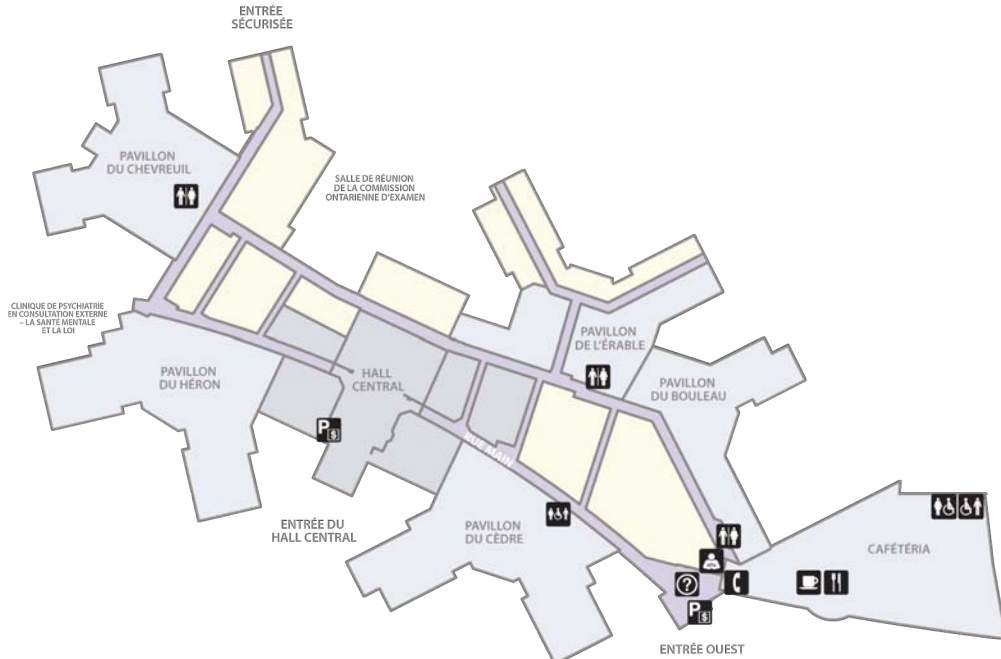 ENTRÉE
SÉCURISÉE
PAVILLON
DU CHEVREUIL
SALLE DE RÉUNION
DE LA COMMISSION
ONTARIENNE D'EXAMEN
CLINIQUE DE PSYCHIATRIE
EN CONSULTATION EXTERNE
– LA SANTÉ MENTALE
ET LA LOI
PAVILLON
DE L'ÉRABLE
PAVILLON
DU HÉRON
HALL
CENTRAL
PAVILLON
DU BOULEAU
P $
RUE MAIN
ENTRÉE DU
HALL CENTRAL
PAVILLON
DU CÈDRE
CAFÉTÉRIA
?
P $
ENTRÉE OUEST